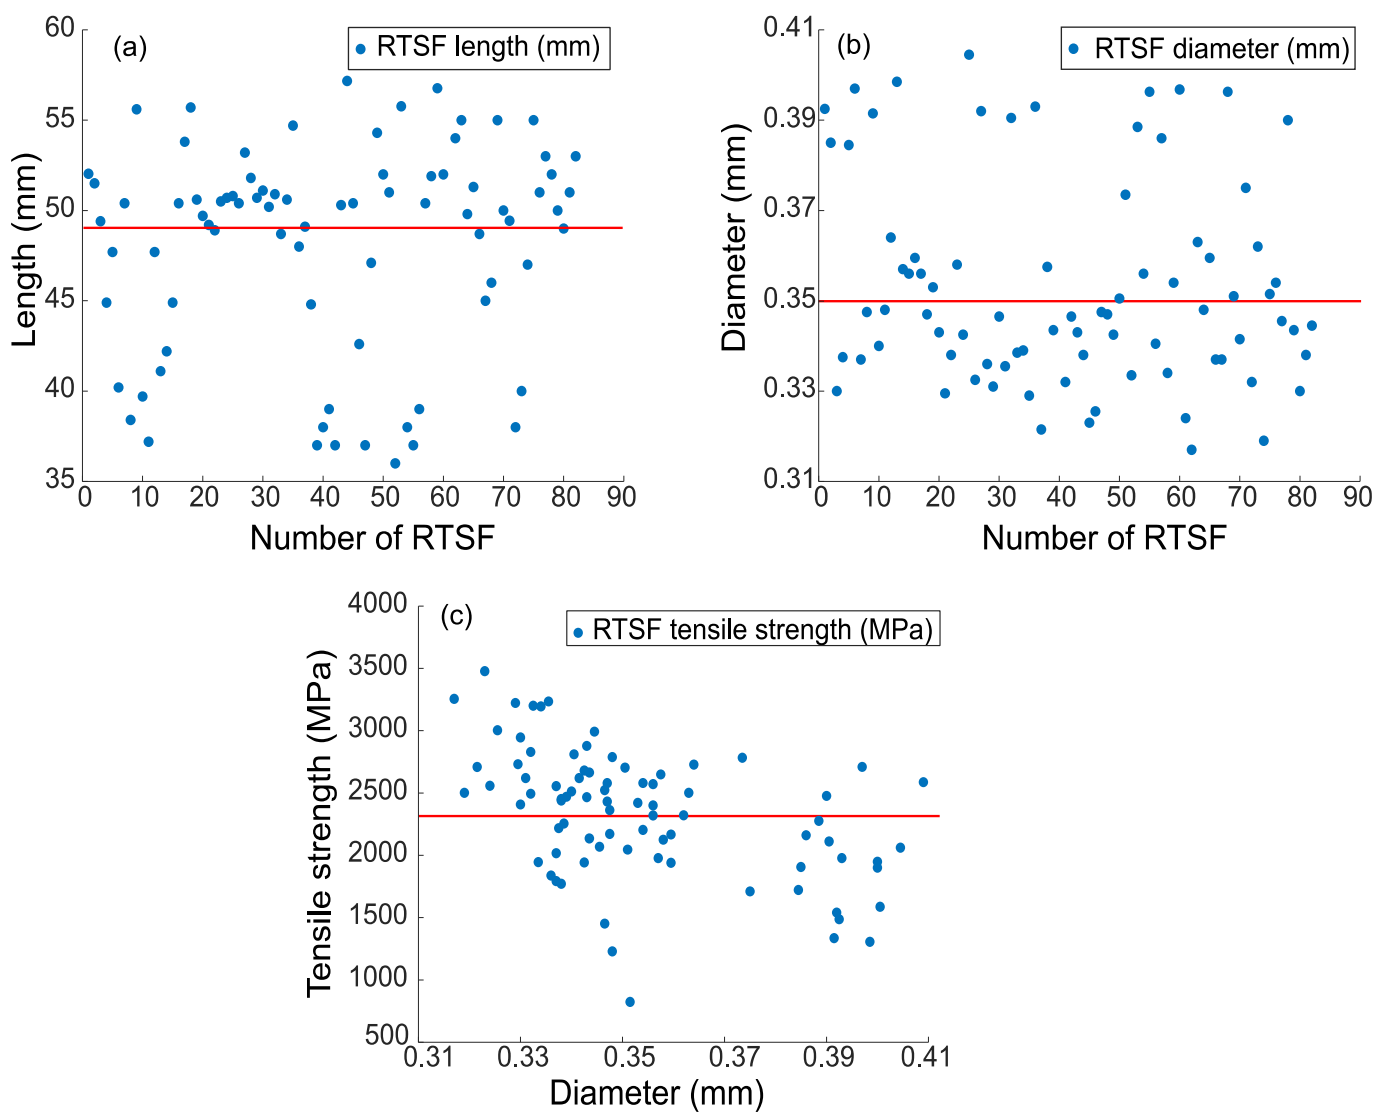 (a)
RTSF length (mm)
Length (mm)
60
55
50
45
40
35
0 10 20 30 40 50 60 70 80 90
Number of RTSF
(b)
RTSF diameter (mm)
Diameter (mm)
0.41
0.39
0.37
0.35
0.33
0.31
0 10 20 30 40 50 60 70 80 90
Number of RTSF
(c)
RTSF tensile strength (MPa)
Tensile strength (MPa)
4000
3500
3000
2500
2000
1500
1000
500
0.31 0.33 0.35 0.37 0.39 0.41
Diameter (mm)